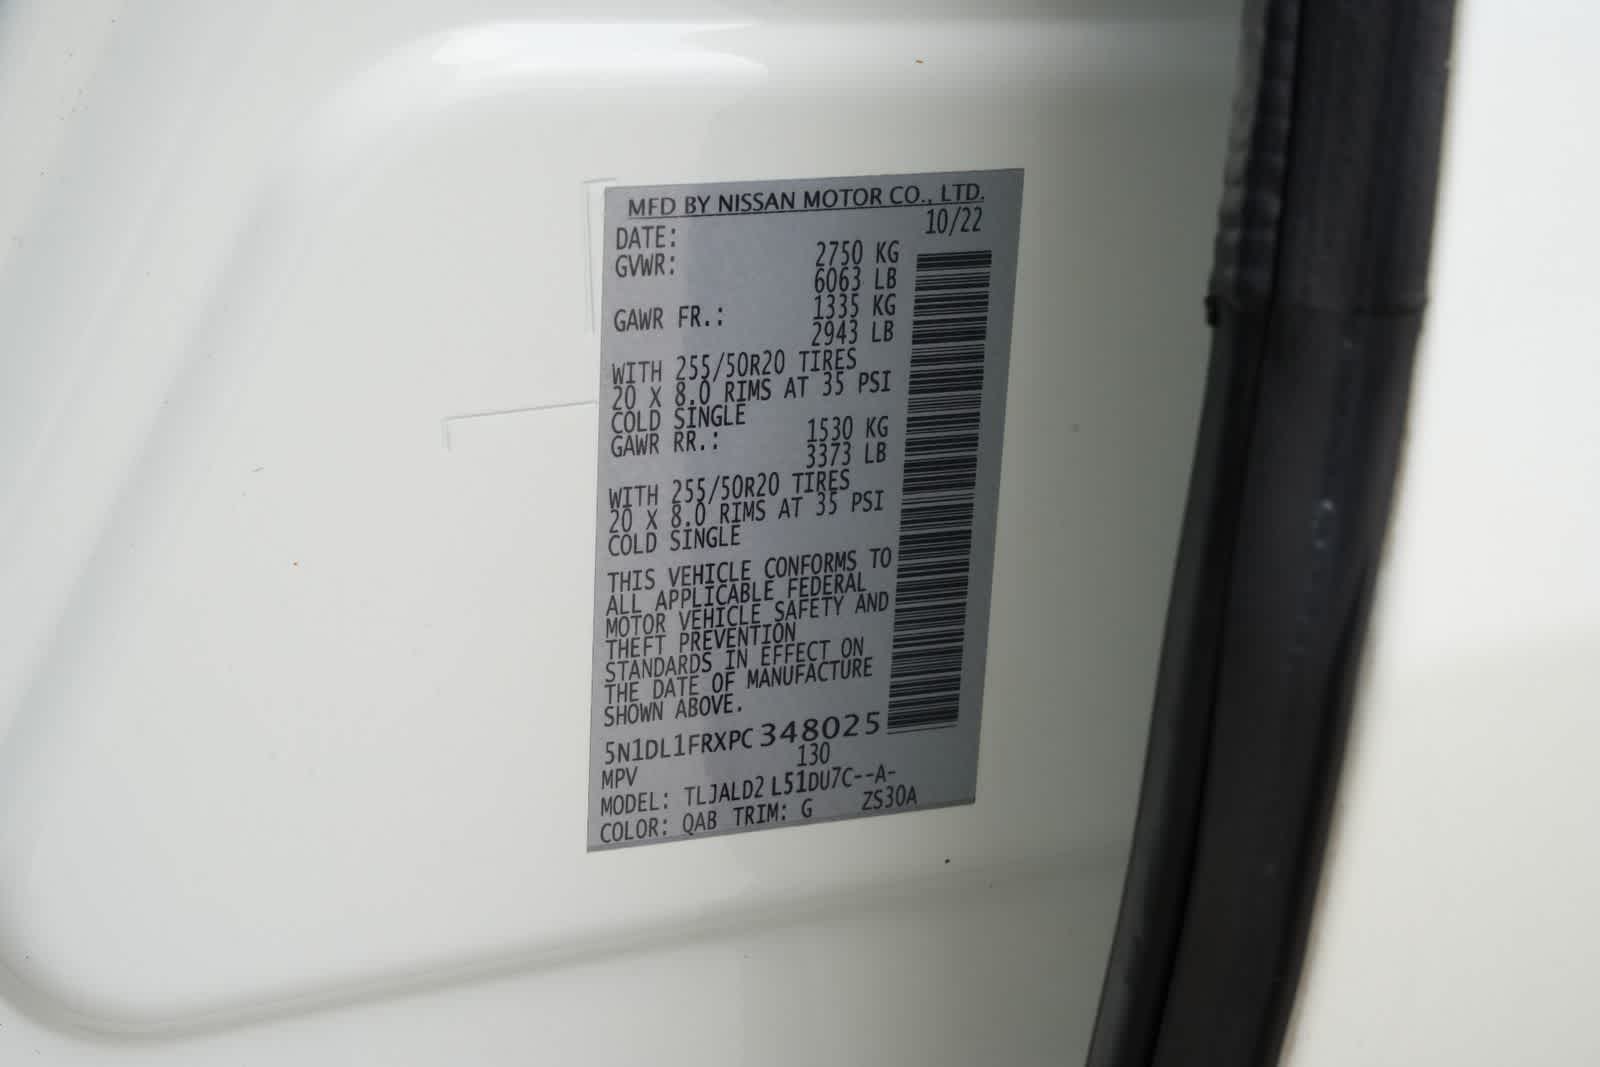 MFD BY NISSAN MOTOR CO., LTD.
DATE: 10/22
GVWR: 2750 KG
6063 LB
GAWR FR.: 1335 KG
2943 LB
WITH 255/50R20 TIRES
20 X 8.0 RIMS AT 35 PSI
COLD SINGLE
GAWR RR.: 1530 KG
3373 LB
WITH 255/50R20 TIRES
20 X 8.0 RIMS AT 35 PSI
COLD SINGLE
THIS VEHICLE CONFORMS TO
ALL APPLICABLE FEDERAL
MOTOR VEHICLE SAFETY AND
THEFT PREVENTION
STANDARDS IN EFFECT ON
THE DATE OF MANUFACTURE
SHOWN ABOVE.
5N1DL1FRXPC348025
MPV 130
MODEL: TLJALD2 L51DU7C--A-
COLOR: QAB TRIM: G ZS30A